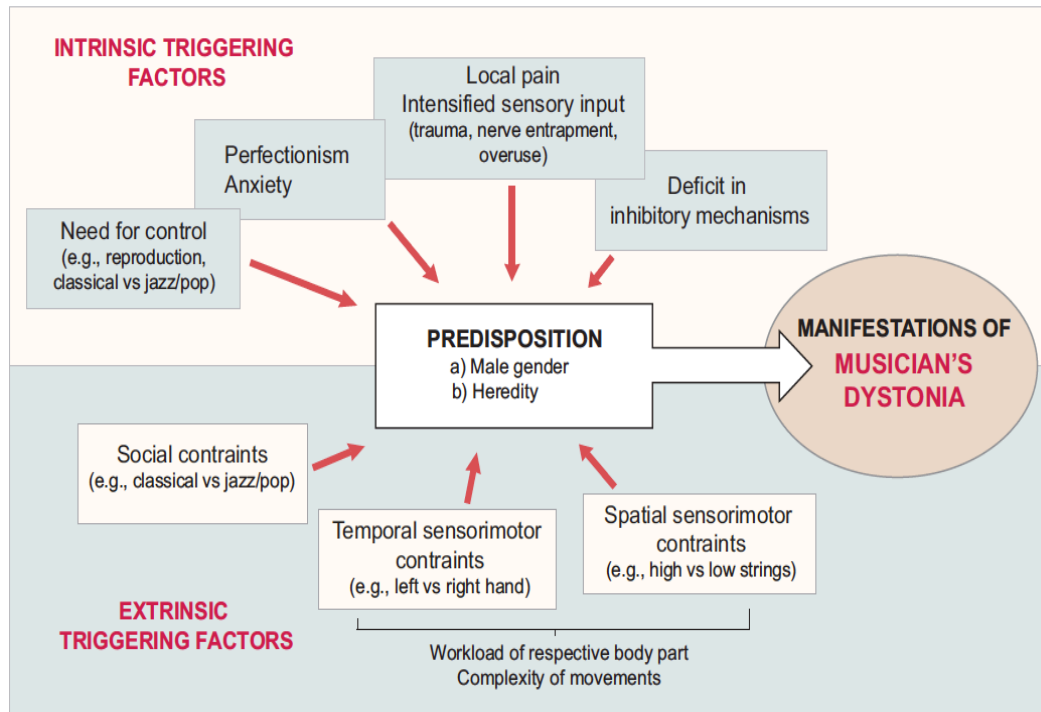 INTRINSIC TRIGGERING
FACTORS
Local pain
Intensified sensory input
(trauma, nerve entrapment,
overuse)
Perfectionism
Anxiety
Deficit in
inhibitory mechanisms
Need for control
(e.g., reproduction,
classical vs jazz/pop)
PREDISPOSITION
a) Male gender
b) Heredity
MANIFESTATIONS OF
MUSICIAN'S
DYSTONIA
Social contraints
(e.g., classical vs jazz/pop)
Temporal sensorimotor
contraints
(e.g., left vs right hand)
Spatial sensorimotor
contraints
(e.g., high vs low strings)
EXTRINSIC
TRIGGERING FACTORS
Workload of respective body part
Complexity of movements